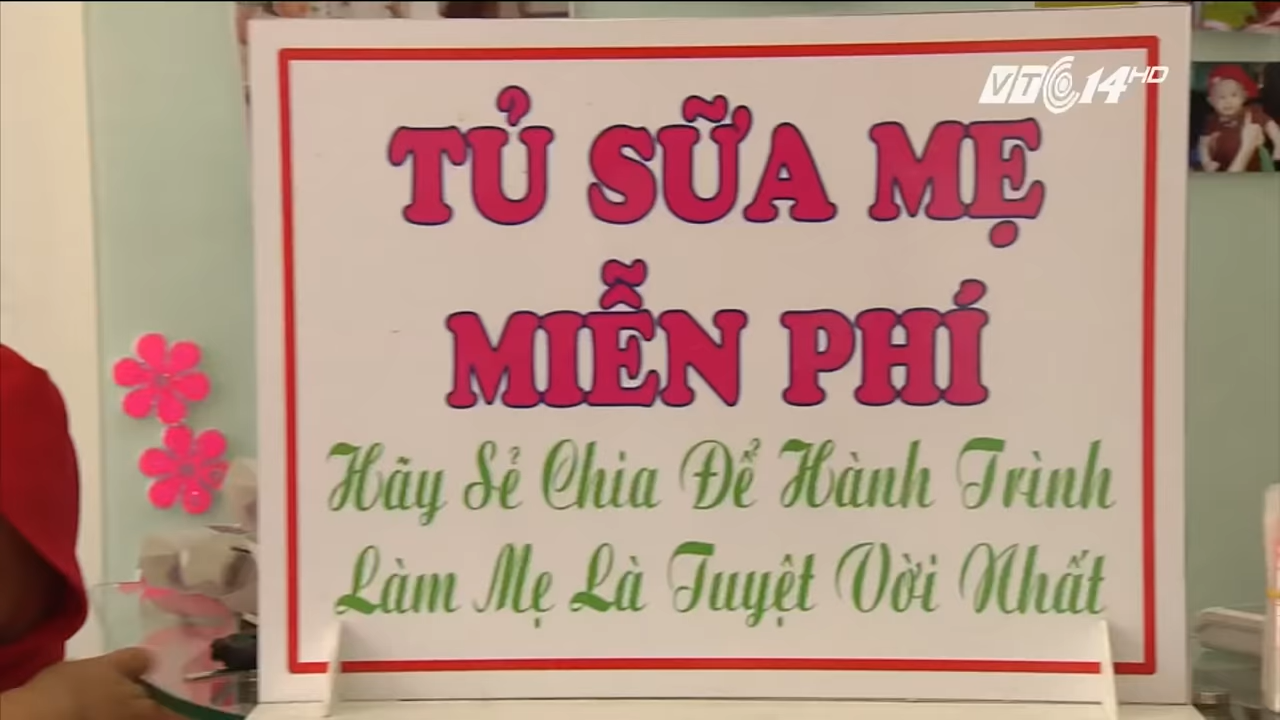 VTC14HD
TỦ SỮA MẸ
MIỄN PHÍ
Hãy Sẻ Chia Để Hành Trình
Làm Mẹ Là Tuyệt Vời Nhất